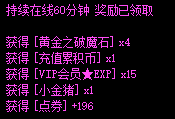 持续在线60分钟 奖励已领取
获得 [黄金之破魔石] x4
获得 [充值累积币] x1
获得 [VIP会员★EXP] x15
获得 [小金猪] x1
获得 [点券] +196